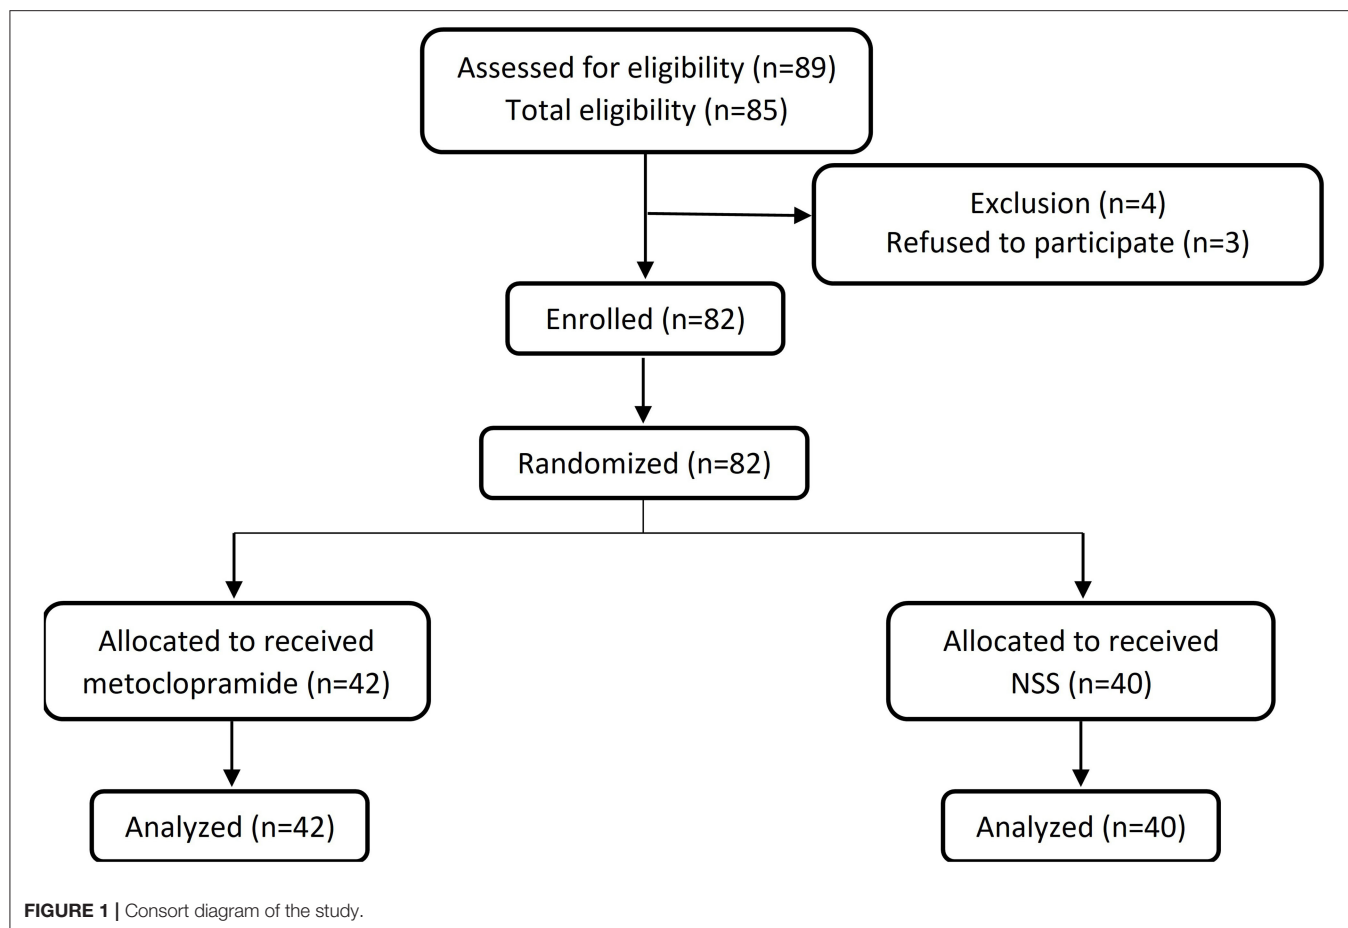 Assessed for eligibility (n=89)
Total eligibility (n=85)
Exclusion (n=4)
Refused to participate (n=3)
Enrolled (n=82)
Randomized (n=82)
Allocated to received
metoclopramide (n=42)
Allocated to received
NSS (n=40)
Analyzed (n=42)
Analyzed (n=40)
FIGURE 1 | Consort diagram of the study.